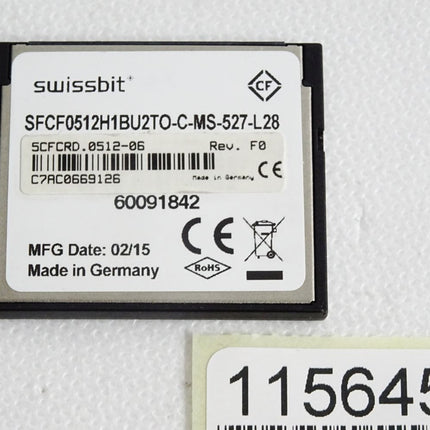 swissbit
CF
SFCF0512H1BU2TO-C-MS-527-L28
5CFCRD.0512-06 Rev. F0
C7AC0669126 Made in Germany CE
60091842
MFG Date: 02/15 CE
Made in Germany RoHS
115645